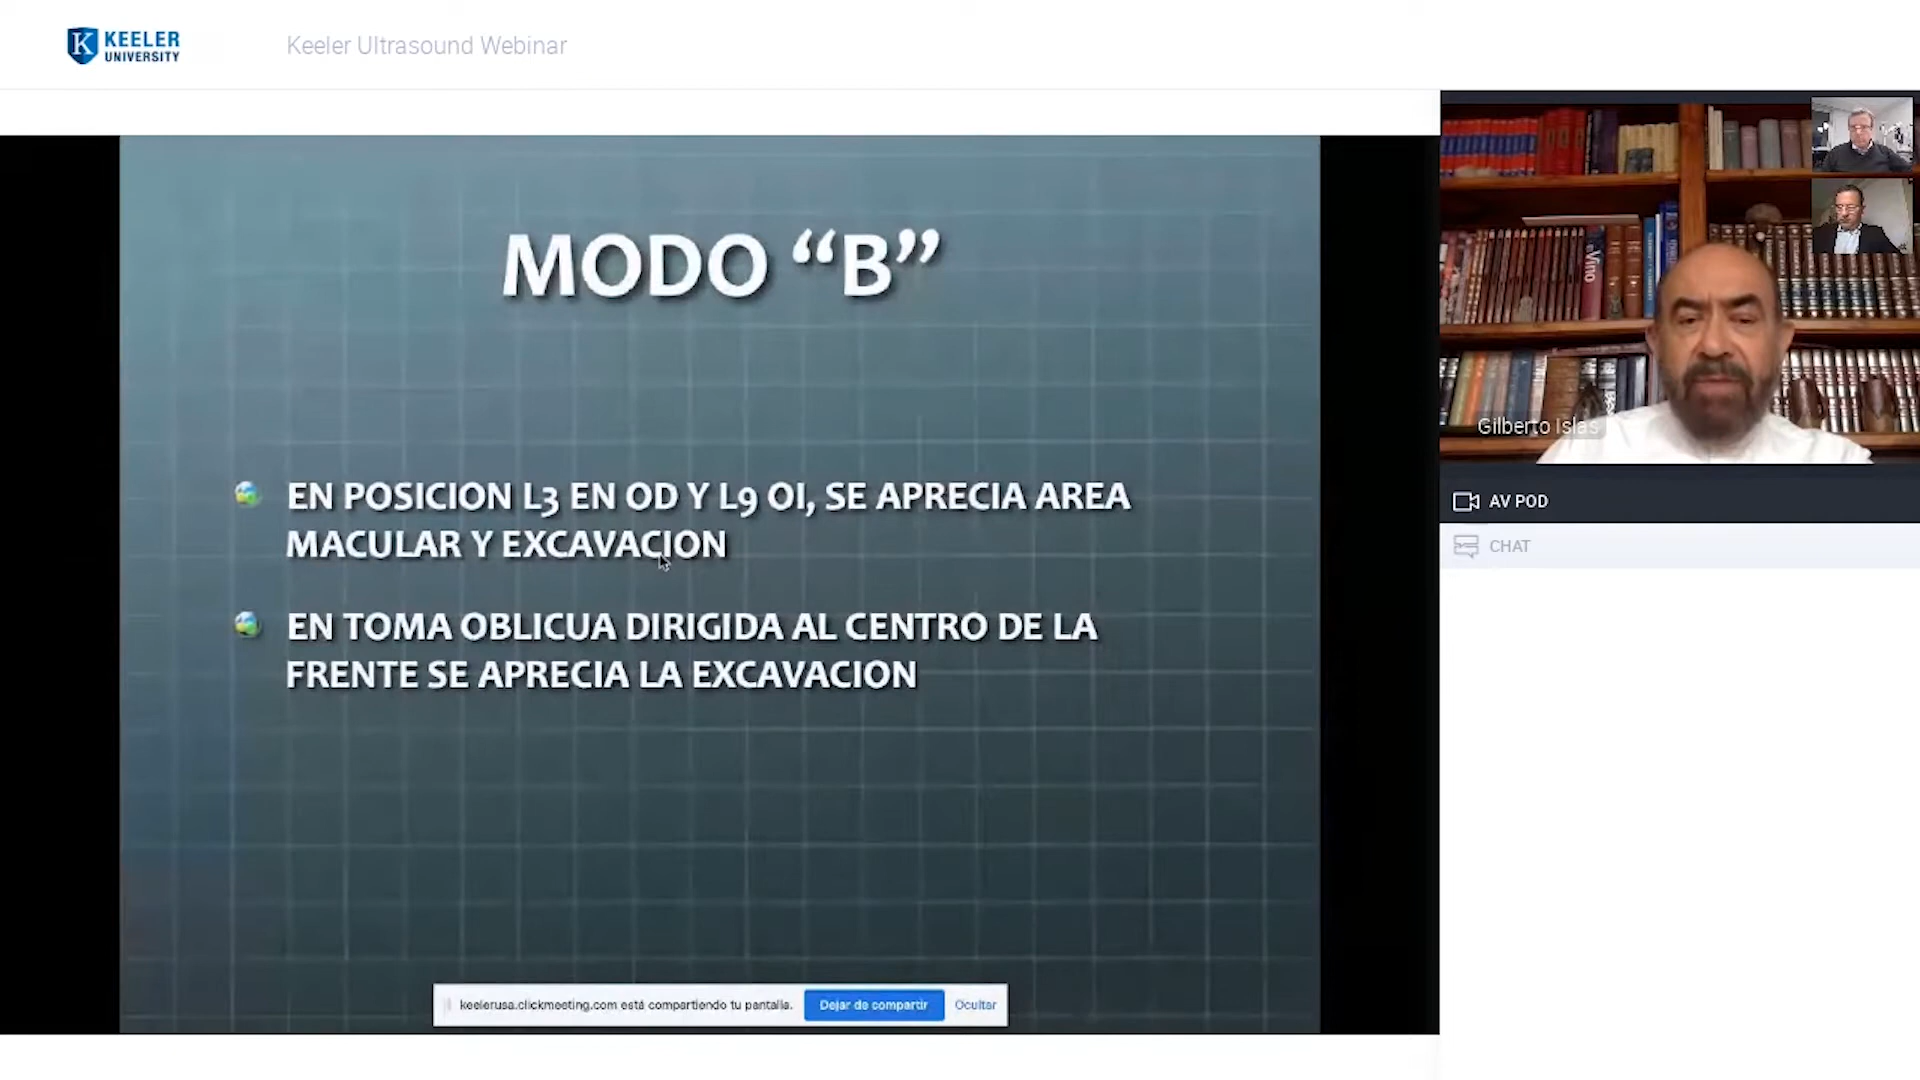 K KEELER
UNIVERSITY
Keeler Ultrasound Webinar
MODO “B”
EN POSICION L3 EN OD Y L9 OI, SE APRECIA AREA
MACULAR Y EXCAVACION
EN TOMA OBLICUA DIRIGIDA AL CENTRO DE LA
FRENTE SE APRECIA LA EXCAVACION
keelerusa.clickmeeting.com está compartiendo tu pantalla.
Dejar de compartir
Ocultar
Vino
Gilberto Islas
AV POD
CHAT